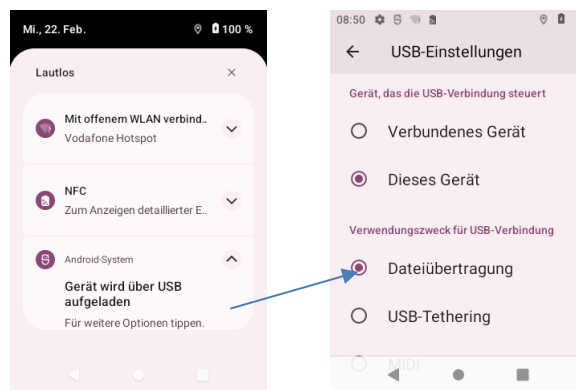 Mi., 22. Feb.
100 %
Lautlos
Mit offenem WLAN verbind..
Vodafone Hotspot
NFC
Zum Anzeigen detaillierter E..
Android-System
Gerät wird über USB
aufgeladen
Für weitere Optionen tippen.
08:50
USB-Einstellungen
Gerät, das die USB-Verbindung steuert
Verbundenes Gerät
Dieses Gerät
Verwendungszweck für USB-Verbindung
Dateiübertragung
USB-Tethering
MIDI